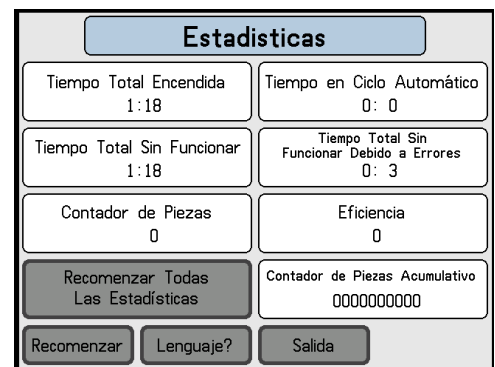 Estadisticas
Tiempo Total Encendida
1:18
Tiempo en Ciclo Automático
0: 0
Tiempo Total Sin Funcionar
1:18
Tiempo Total Sin
Funcionar Debido a Errores
0: 3
Contador de Piezas
0
Eficiencia
0
Recomenzar Todas
Las Estadísticas
Contador de Piezas Acumulativo
0000000000
Recomenzar
Lenguaje?
Salida